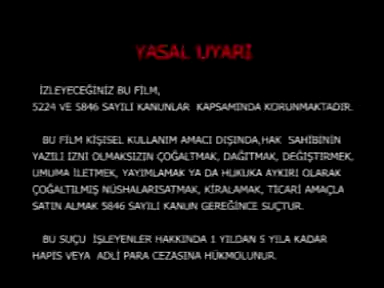 YASAL UYARI
İZLEYECEĞİNİZ BU FİLM,
5224 VE 5846 SAYILI KANUNLAR KAPSAMINDA KORUNMAKTADIR.
BU FİLM KİŞİSEL KULLANIM AMACI DIŞINDA,HAK SAHİBİNİN
YAZILI İZNİ OLMAKSIZIN ÇOĞALTMAK, DAĞITMAK, DEĞİŞTİRMEK,
UMUMA İLETMEK, YAYIMLAMAK YA DA HUKUKA AYKIRI OLARAK
ÇOĞALTILMIŞ NÜSHALARISATMAK, KİRALAMAK, TİCARİ AMAÇLA
SATIN ALMAK 5846 SAYILI KANUN GEREĞİNCE SUÇTUR.
BU SUÇU İŞLEYENLER HAKKINDA 1 YILDAN 5 YILA KADAR
HAPİS VEYA ADLİ PARA CEZASINA HÜKMOLUNUR.